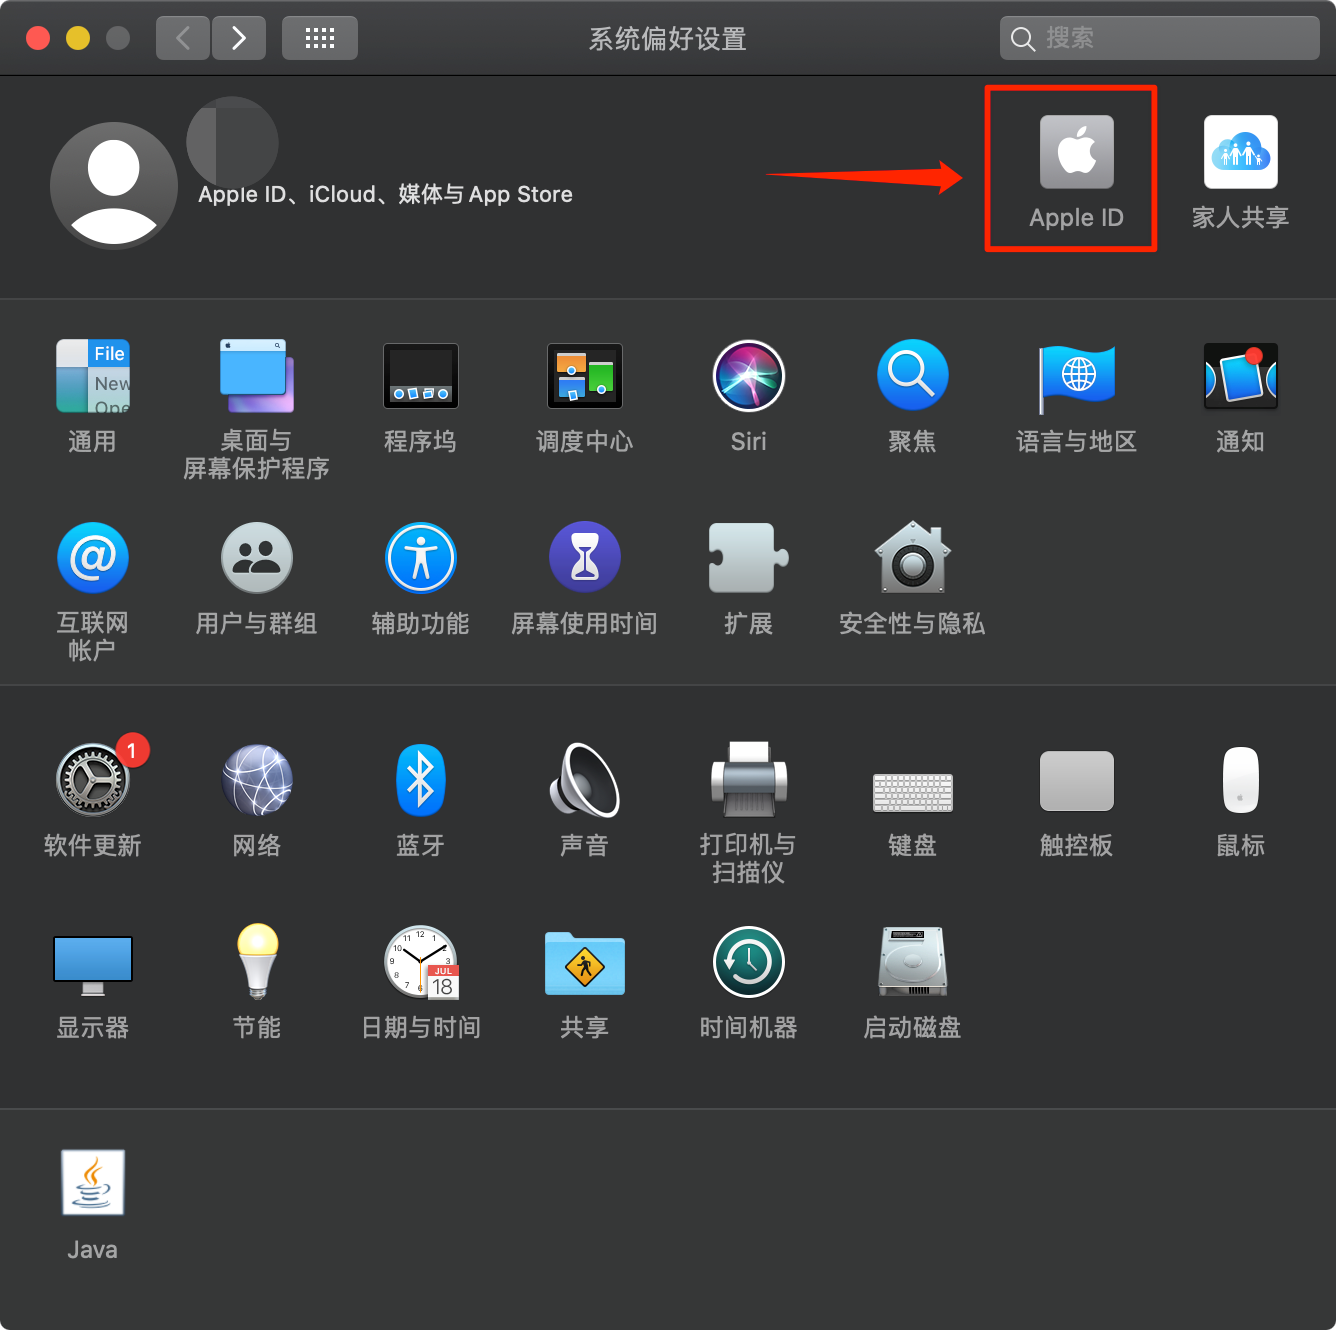 系统偏好设置
搜索
Apple ID、iCloud、媒体与 App Store
Apple ID
家人共享
File
New
Ope
通用
桌面与
屏幕保护程序
程序坞
调度中心
Siri
聚焦
语言与地区
通知
@
互联网
帐户
用户与群组
辅助功能
屏幕使用时间
扩展
安全性与隐私
1
软件更新
网络
蓝牙
声音
打印机与
扫描仪
键盘
触控板
鼠标
显示器
节能
JUL
18
日期与时间
共享
时间机器
启动磁盘
Java